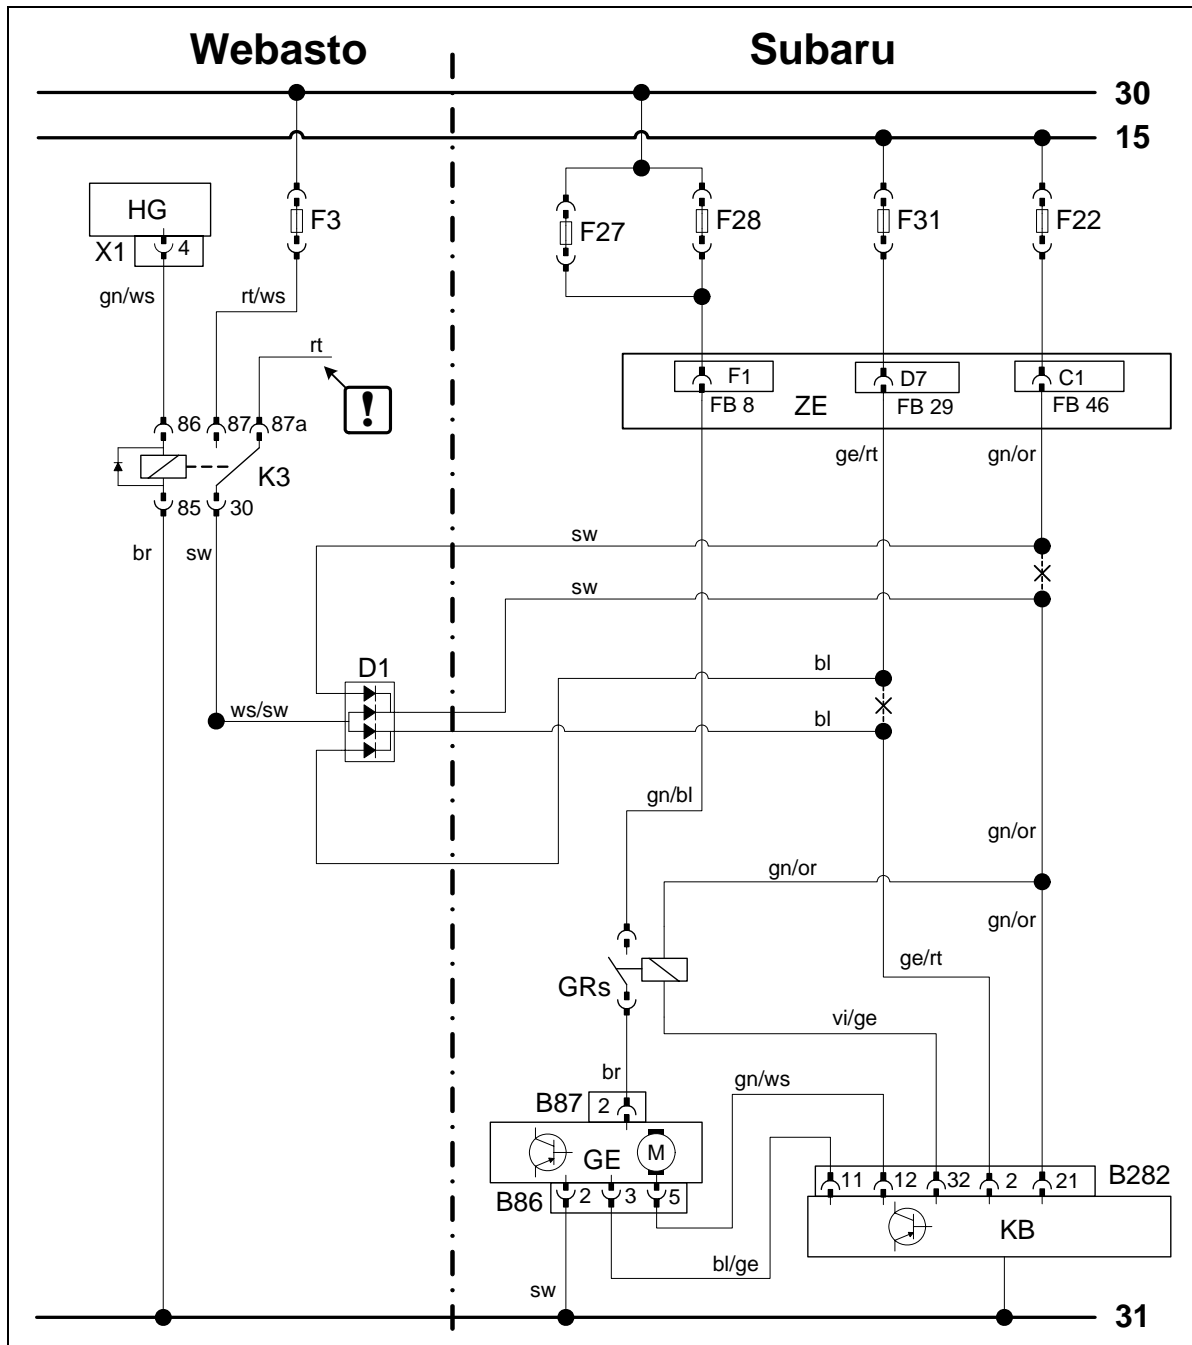 Webasto Subaru
30
15
HG F3 F27 F28 F31 F22
X1 4
gn/ws rt/ws
rt
!
F1 D7 C1
FB 8 ZE FB 29 FB 46
86 87 87a
K3
85 30
ge/rt gn/or
br sw
sw
sw
D1 bl
ws/sw bl
gn/bl
gn/or
gn/or
gn/or
ge/rt
GRs
vi/ge
br gn/ws
B87 2
GE M
B86 2 3 5
11 12 32 2 21 B282
KB
bl/ge
sw
31